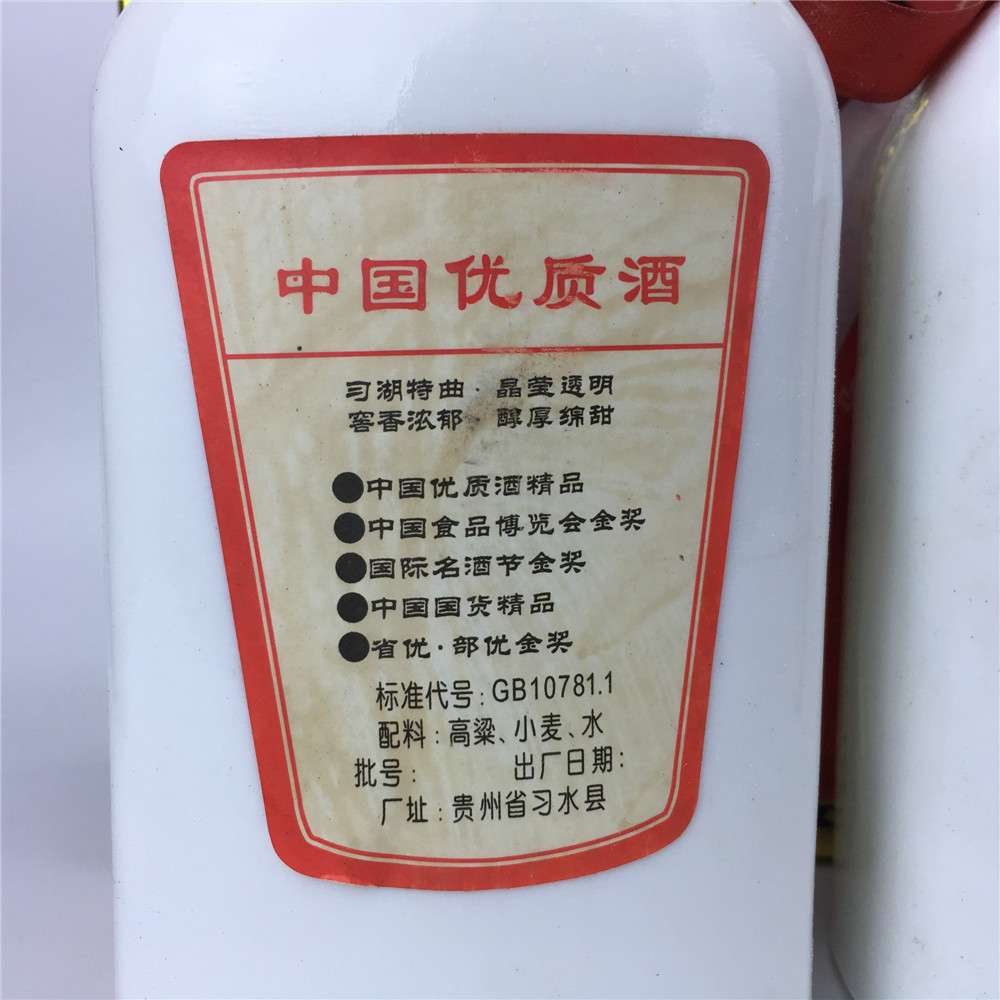 中国优质酒
习湖特曲·晶莹透明
窖香浓郁 醇厚绵甜
●中国优质酒精品
●中国食品博览会金奖
●国际名酒节金奖
●中国国货精品
●省优·部优金奖
标准代号:GB10781.1
配料:高粱、小麦、水
批号: 出厂日期:
厂址:贵州省习水县